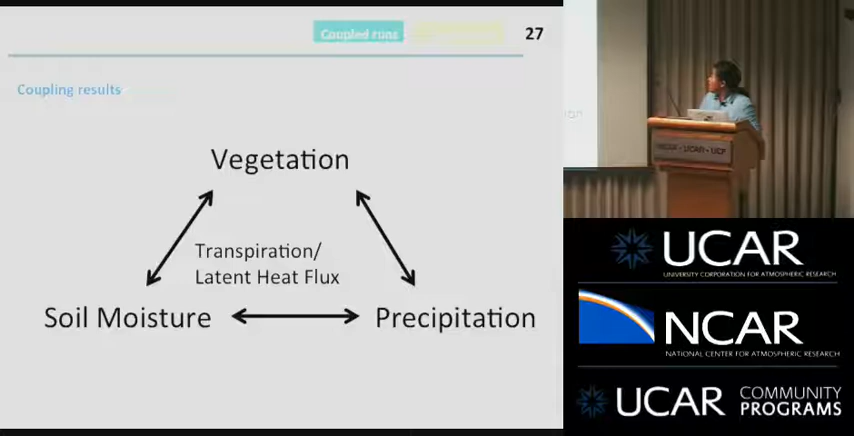 Coupled runs
27
Coupling results
Vegetation
Transpiration/
Latent Heat Flux
Soil Moisture
Precipitation
UCAR
UNIVERSITY CORPORATION FOR ATMOSPHERIC RESEARCH
NCAR
NATIONAL CENTER FOR ATMOSPHERIC RESEARCH
UCAR
COMMUNITY
PROGRAMS